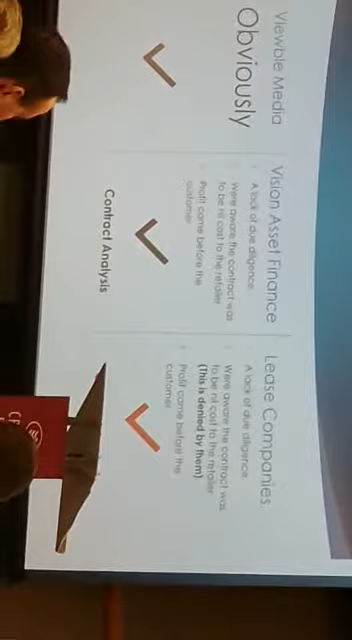 Viewble Media
Obviously
Vision Asset Finance
A lack of due diligence
Were aware the contract was
to be nil cost to the retailer
Profit came before the
customer
Lease Companies
A lack of due diligence
Were aware the contract was
to be nil cost to the retailer
(This is denied by them)
Profit came before the
customer
Contract Analysis